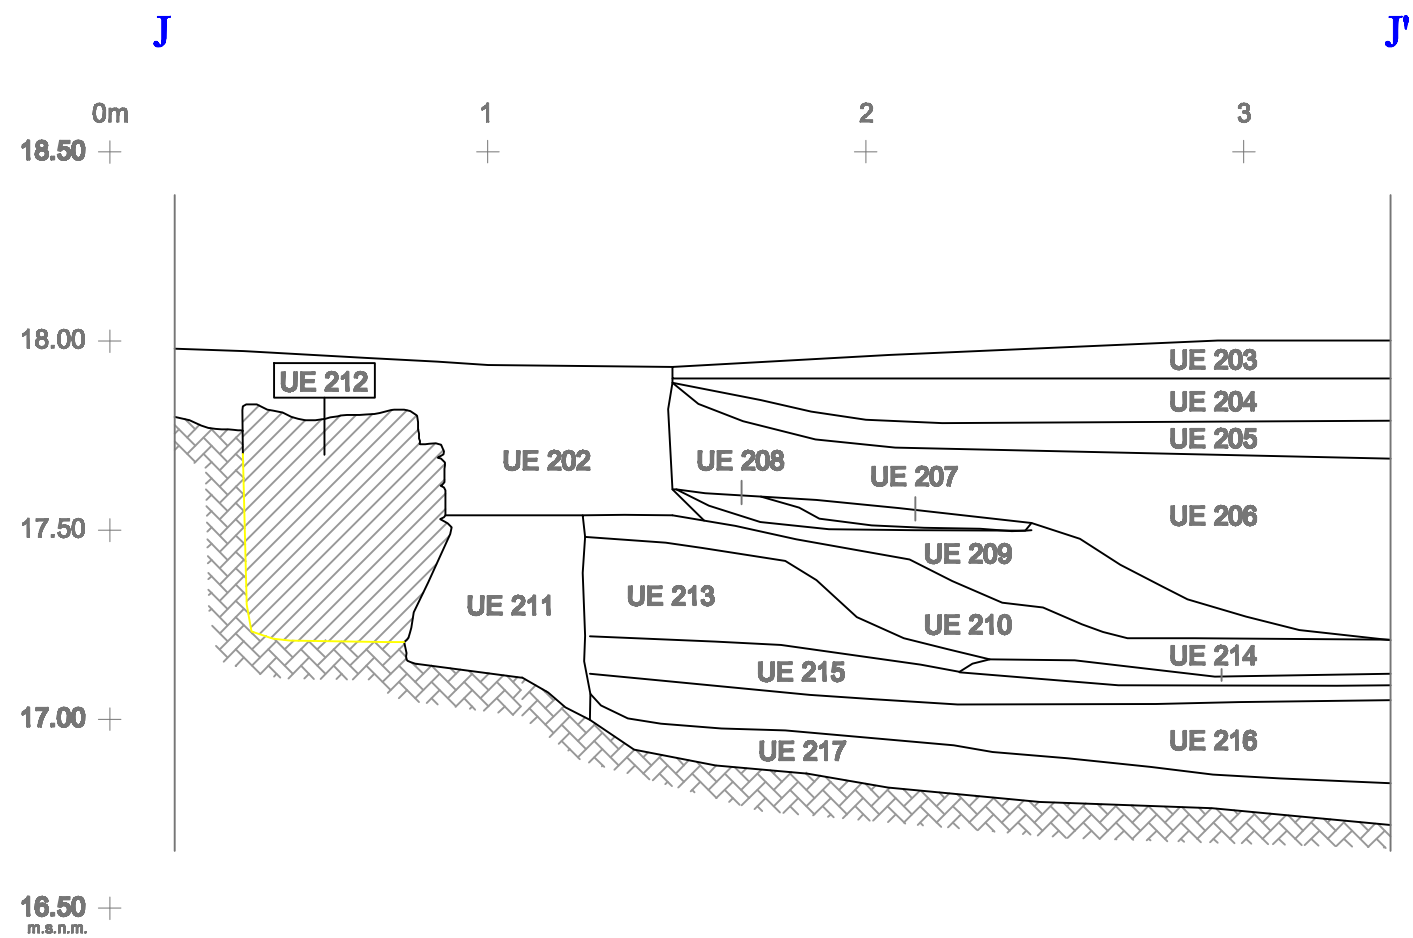 J J'
0m 1 2 3
18.50
18.00
UE 203
UE 212
UE 204
UE 205
UE 202 UE 208
UE 207
17.50
UE 206
UE 209
UE 213
UE 211
UE 210
UE 214
UE 215
17.00
UE 216
UE 217
16.50
m.s.n.m.